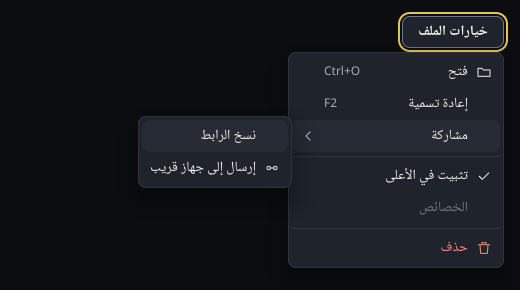 خيارات الملف
فتح Ctrl+O
إعادة تسمية F2
مشاركة
نسخ الرابط
إرسال إلى جهاز قريب
تثبيت في الأعلى
الخصائص
حذف